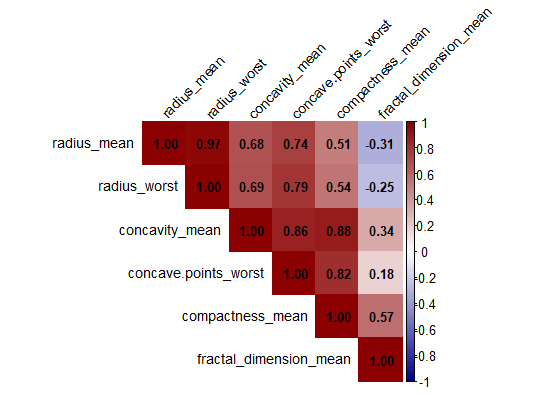 radius_mean
radius_worst
concavity_mean
concave.points_worst
compactness_mean
fractal_dimension_mean
radius_mean 1.00 0.97 0.68 0.74 0.51 -0.31
radius_worst 1.00 0.69 0.79 0.54 -0.25
concavity_mean 1.00 0.86 0.88 0.34
concave.points_worst 1.00 0.82 0.18
compactness_mean 1.00 0.57
fractal_dimension_mean 1.00
1
0.8
0.6
0.4
0.2
0
-0.2
-0.4
-0.6
-0.8
-1